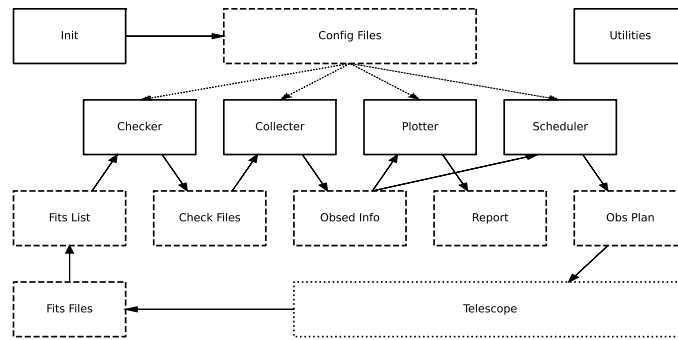 Init
Config Files
Utilities
Checker
Collecter
Plotter
Scheduler
Fits List
Check Files
Obsed Info
Report
Obs Plan
Fits Files
Telescope